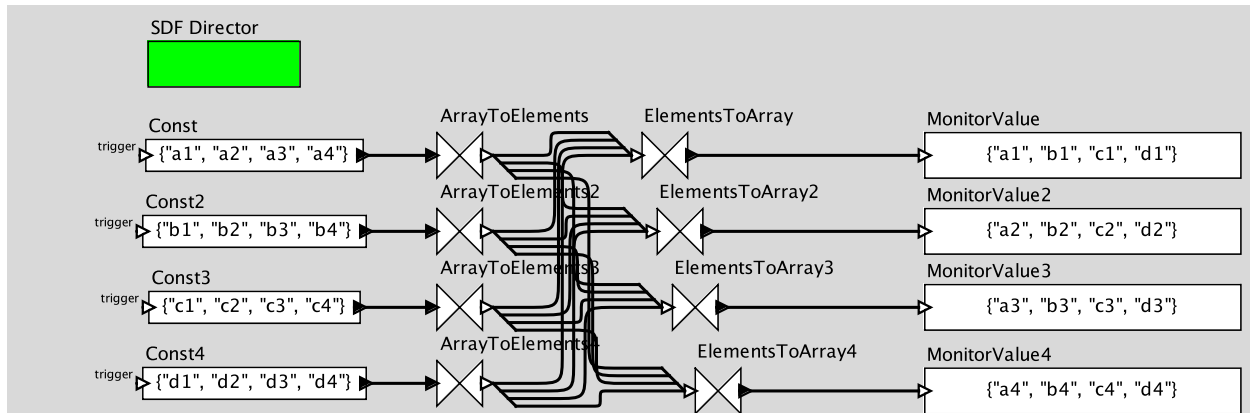 SDF Director
Const
ArrayToElements
ElementsToArray
MonitorValue
trigger
{"a1", "a2", "a3", "a4"}
{"a1", "b1", "c1", "d1"}
Const2
ArrayToElements2
ElementsToArray2
MonitorValue2
trigger
{"b1", "b2", "b3", "b4"}
{"a2", "b2", "c2", "d2"}
Const3
ArrayToElements3
ElementsToArray3
MonitorValue3
trigger
{"c1", "c2", "c3", "c4"}
{"a3", "b3", "c3", "d3"}
Const4
ArrayToElements4
ElementsToArray4
MonitorValue4
trigger
{"d1", "d2", "d3", "d4"}
{"a4", "b4", "c4", "d4"}